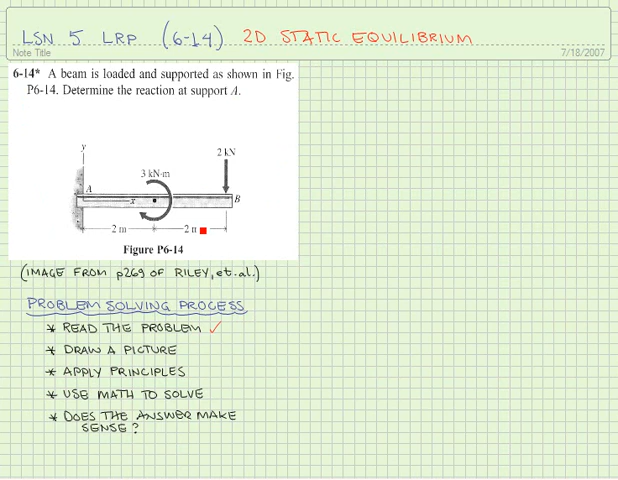 LSN 5 LRP (6-14) 2D STATIC EQUILIBRIUM
Note Title
7/18/2007
6-14* A beam is loaded and supported as shown in Fig.
P6-14. Determine the reaction at support A.
y
2 kN
3 kN·m
A
x
B
2 m
2 m
Figure P6-14
(IMAGE FROM p269 OF RILEY, et.al.)
PROBLEM SOLVING PROCESS
* READ THE PROBLEM ✓
* DRAW A PICTURE
* APPLY PRINCIPLES
* USE MATH TO SOLVE
* DOES THE ANSWER MAKE
SENSE?